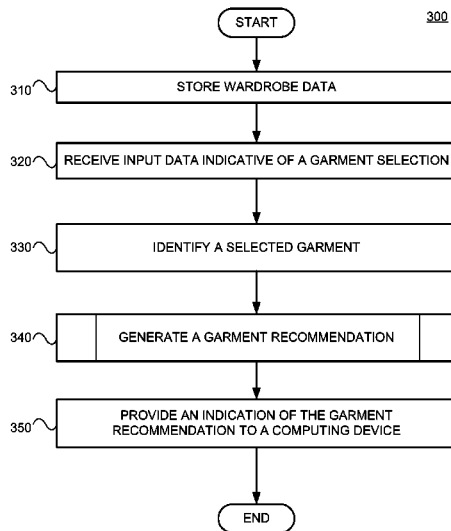 START
300
310
STORE WARDROBE DATA
320
RECEIVE INPUT DATA INDICATIVE OF A GARMENT SELECTION
330
IDENTIFY A SELECTED GARMENT
340
GENERATE A GARMENT RECOMMENDATION
350
PROVIDE AN INDICATION OF THE GARMENT
RECOMMENDATION TO A COMPUTING DEVICE
END